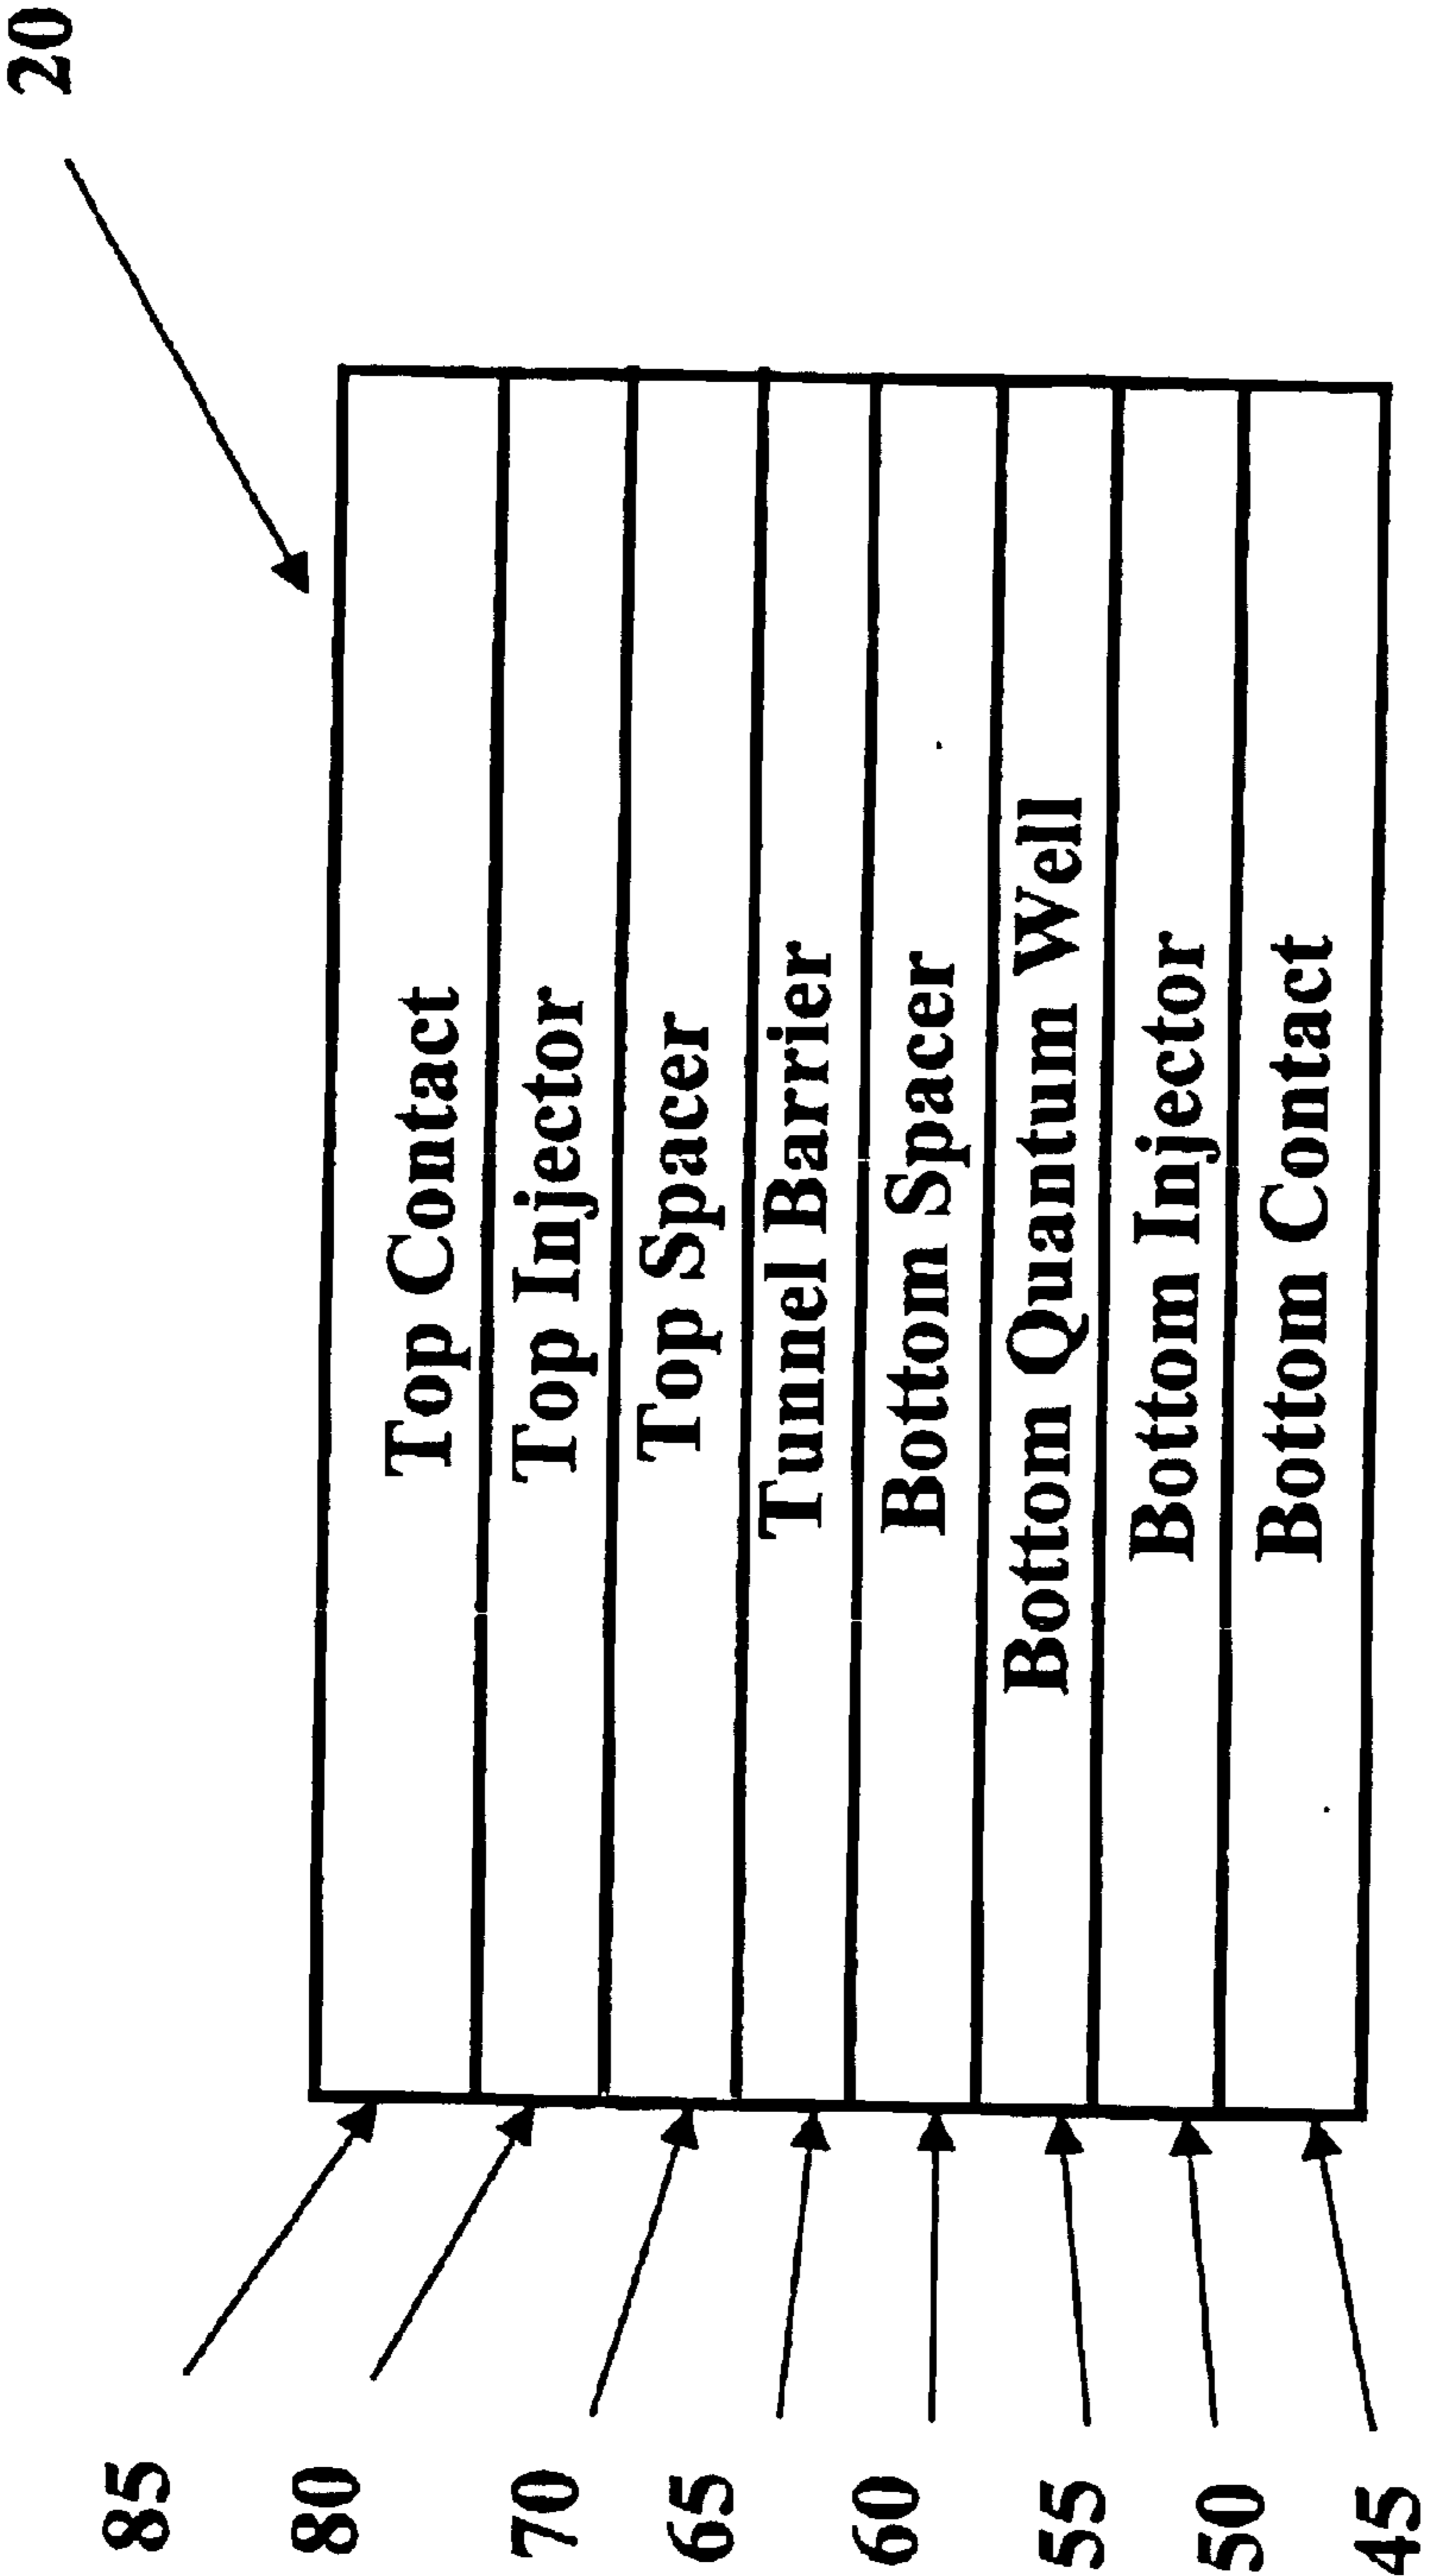 20
85
Top Contact
80
Top Injector
70
Top Spacer
65
Tunnel Barrier
60
Bottom Spacer
55
Bottom Quantum Well
50
Bottom Injector
45
Bottom Contact